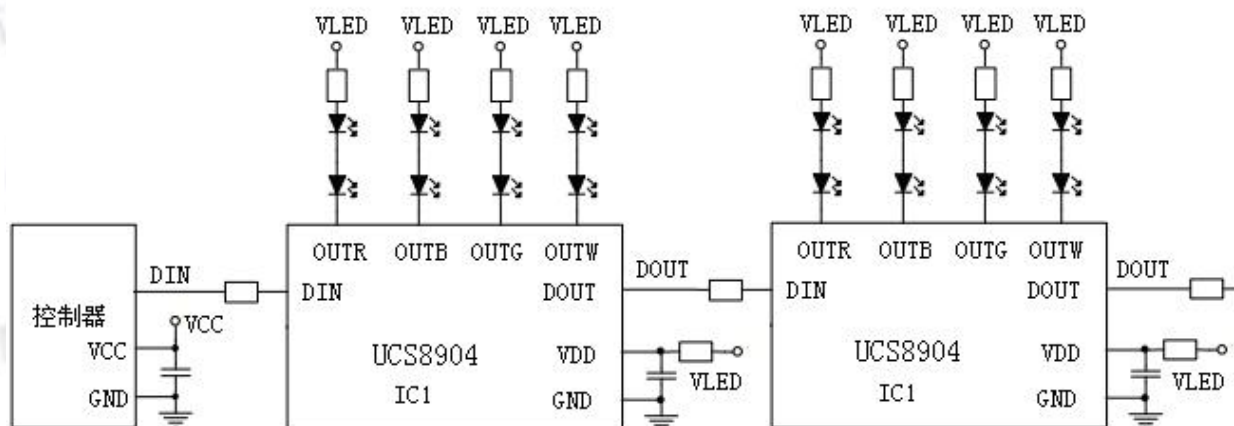 VLED VLED VLED VLED VLED VLED VLED VLED
OUTR OUTB OUTG OUTW OUTR OUTB OUTG OUTW
DIN DOUT DOUT
DIN DOUT DIN DOUT
控制器 VCC
VCC UCS8904 VDD UCS8904 VDD
VLED VLED
GND IC1 GND IC1 GND